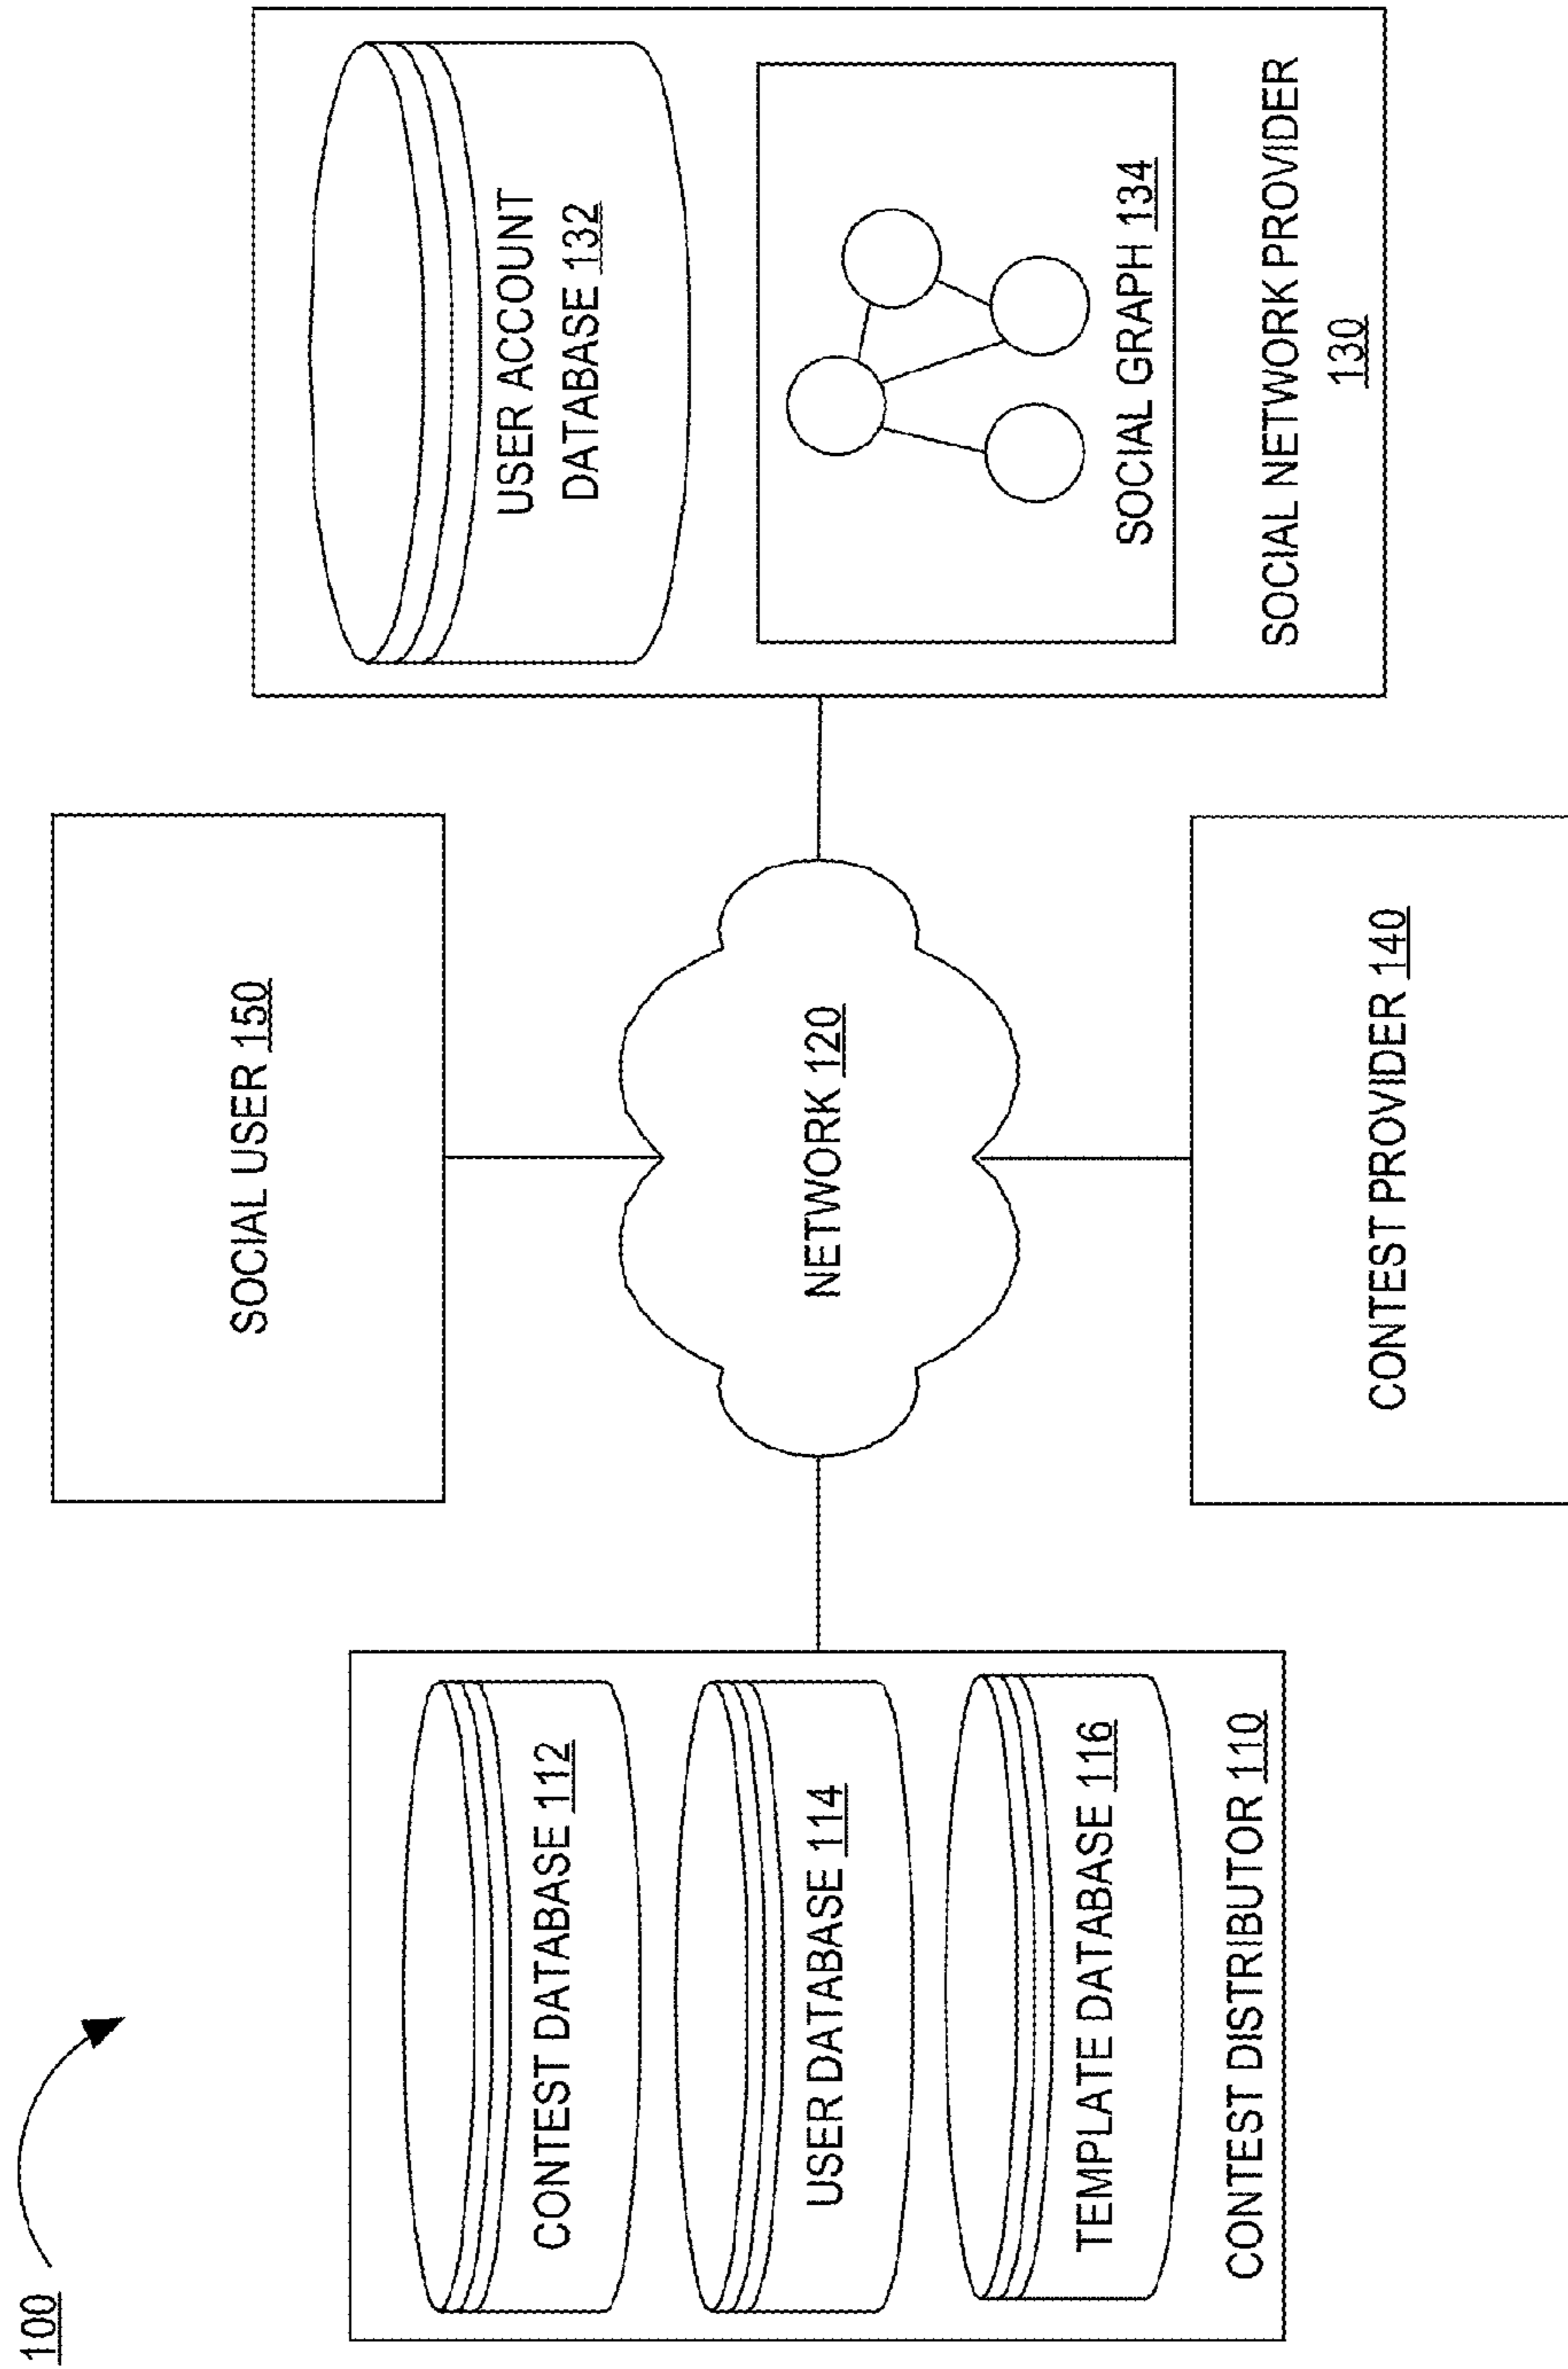 100
SOCIAL USER 150
CONTEST DATABASE 112
USER DATABASE 114
TEMPLATE DATABASE 116
CONTEST DISTRIBUTOR 110
NETWORK 120
USER ACCOUNT
DATABASE 132
SOCIAL GRAPH 134
SOCIAL NETWORK PROVIDER
130
CONTEST PROVIDER 140